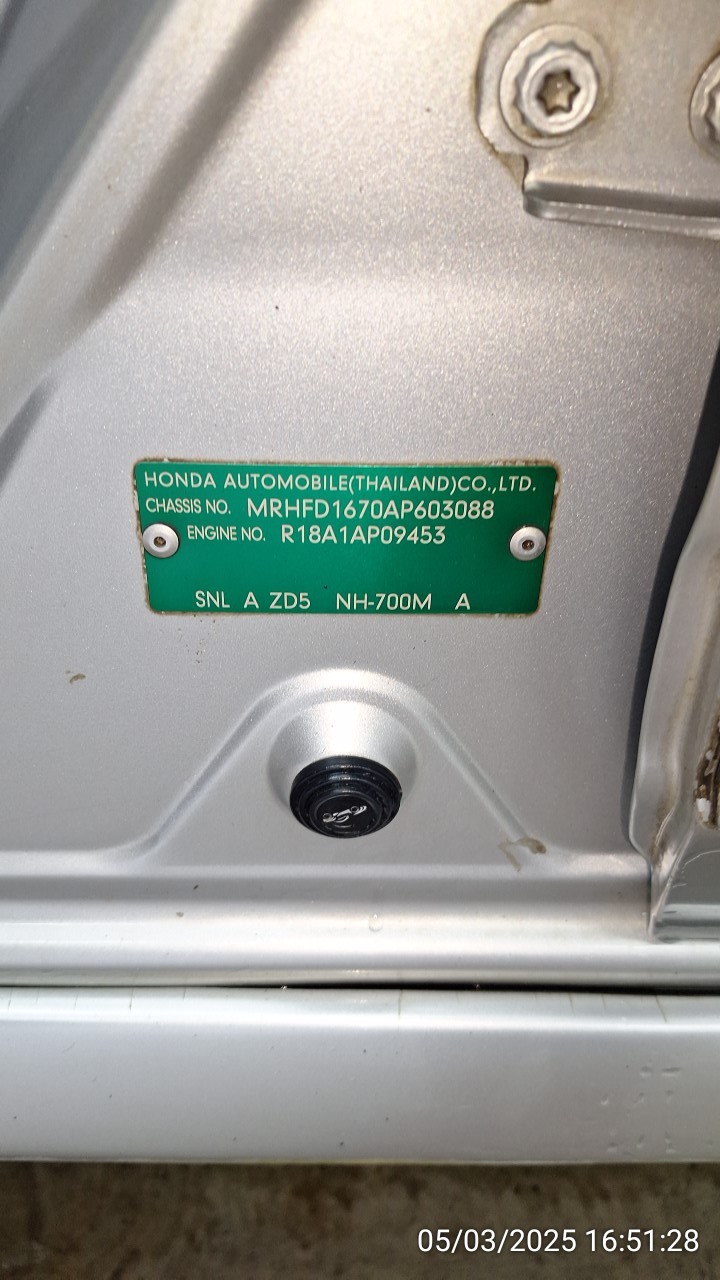 HONDA AUTOMOBILE(THAILAND)CO.,LTD.
CHASSIS NO. MRHFD1670AP603088
ENGINE NO. R18A1AP09453
SNL A ZD5 NH-700M A
05/03/2025 16:51:28